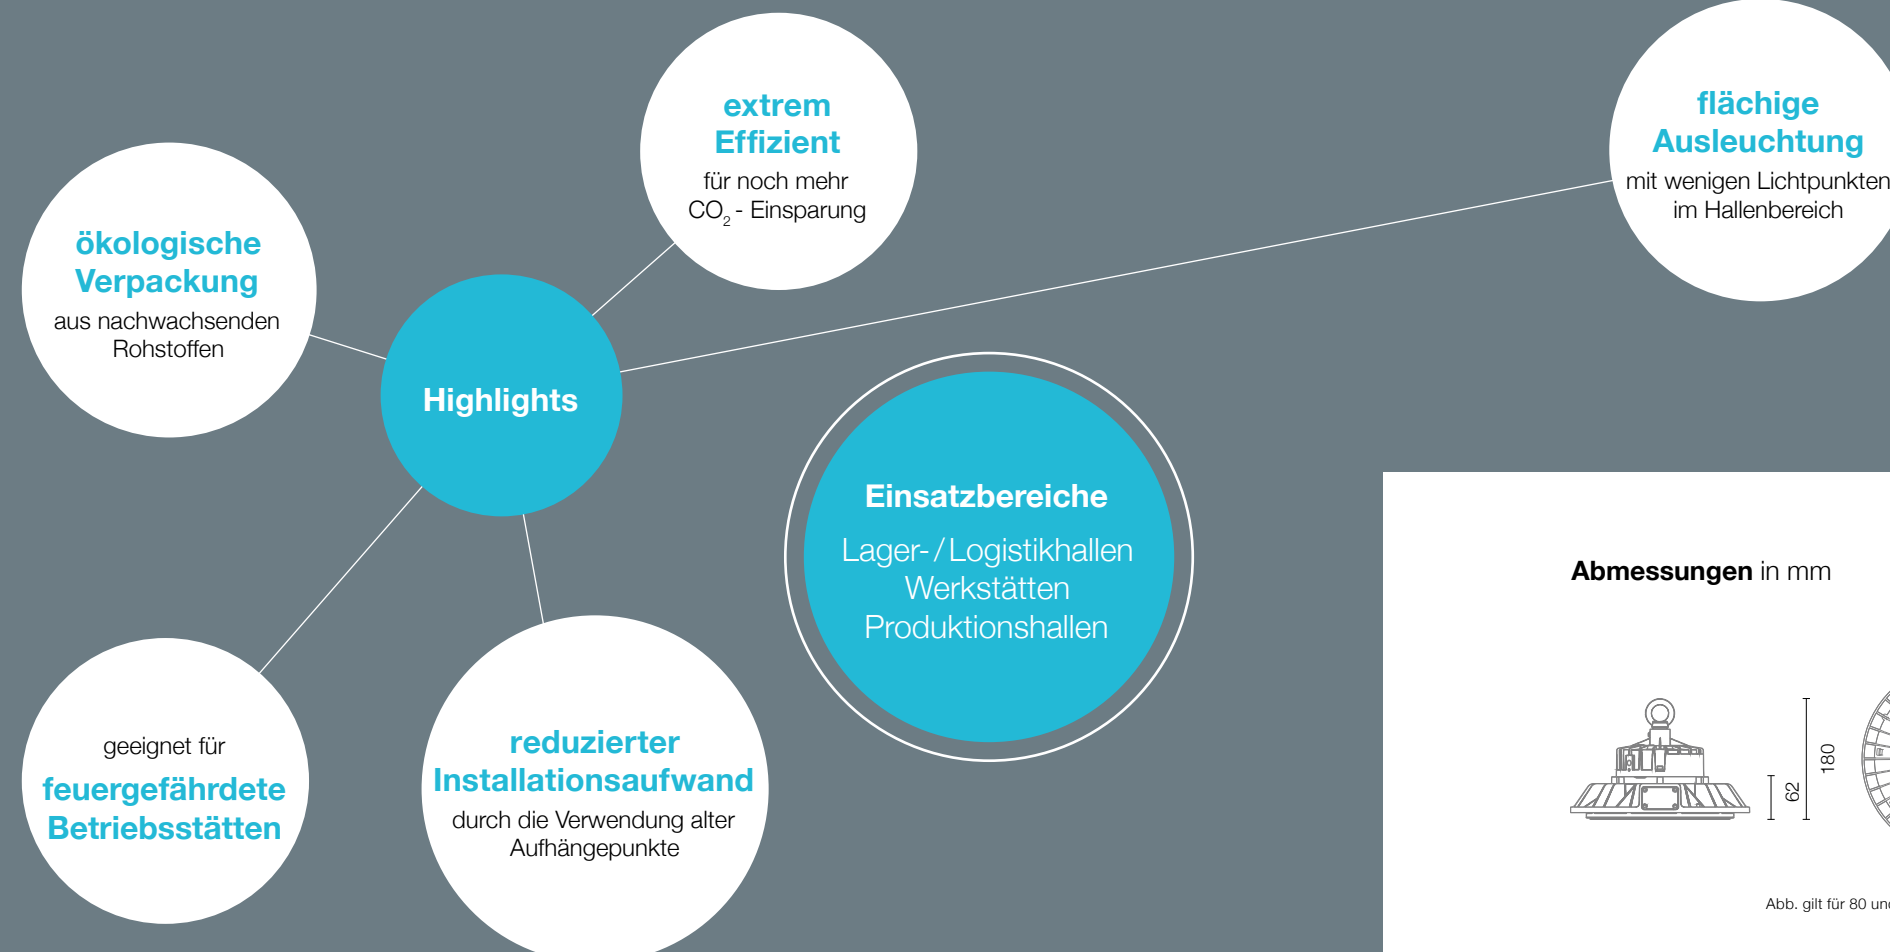 extrem
Effizient
für noch mehr
CO₂ - Einsparung
flächige
Ausleuchtung
mit wenigen Lichtpunkten
im Hallenbereich
ökologische
Verpackung
aus nachwachsenden
Rohstoffen
Highlights
Einsatzbereiche
Lager- / Logistikhallen
Werkstätten
Produktionshallen
geeignet für
feuergefährdete
Betriebsstätten
reduzierter
Installationsaufwand
durch die Verwendung alter
Aufhängepunkte
Abmessungen in mm
62
180
Abb. gilt für 80 und